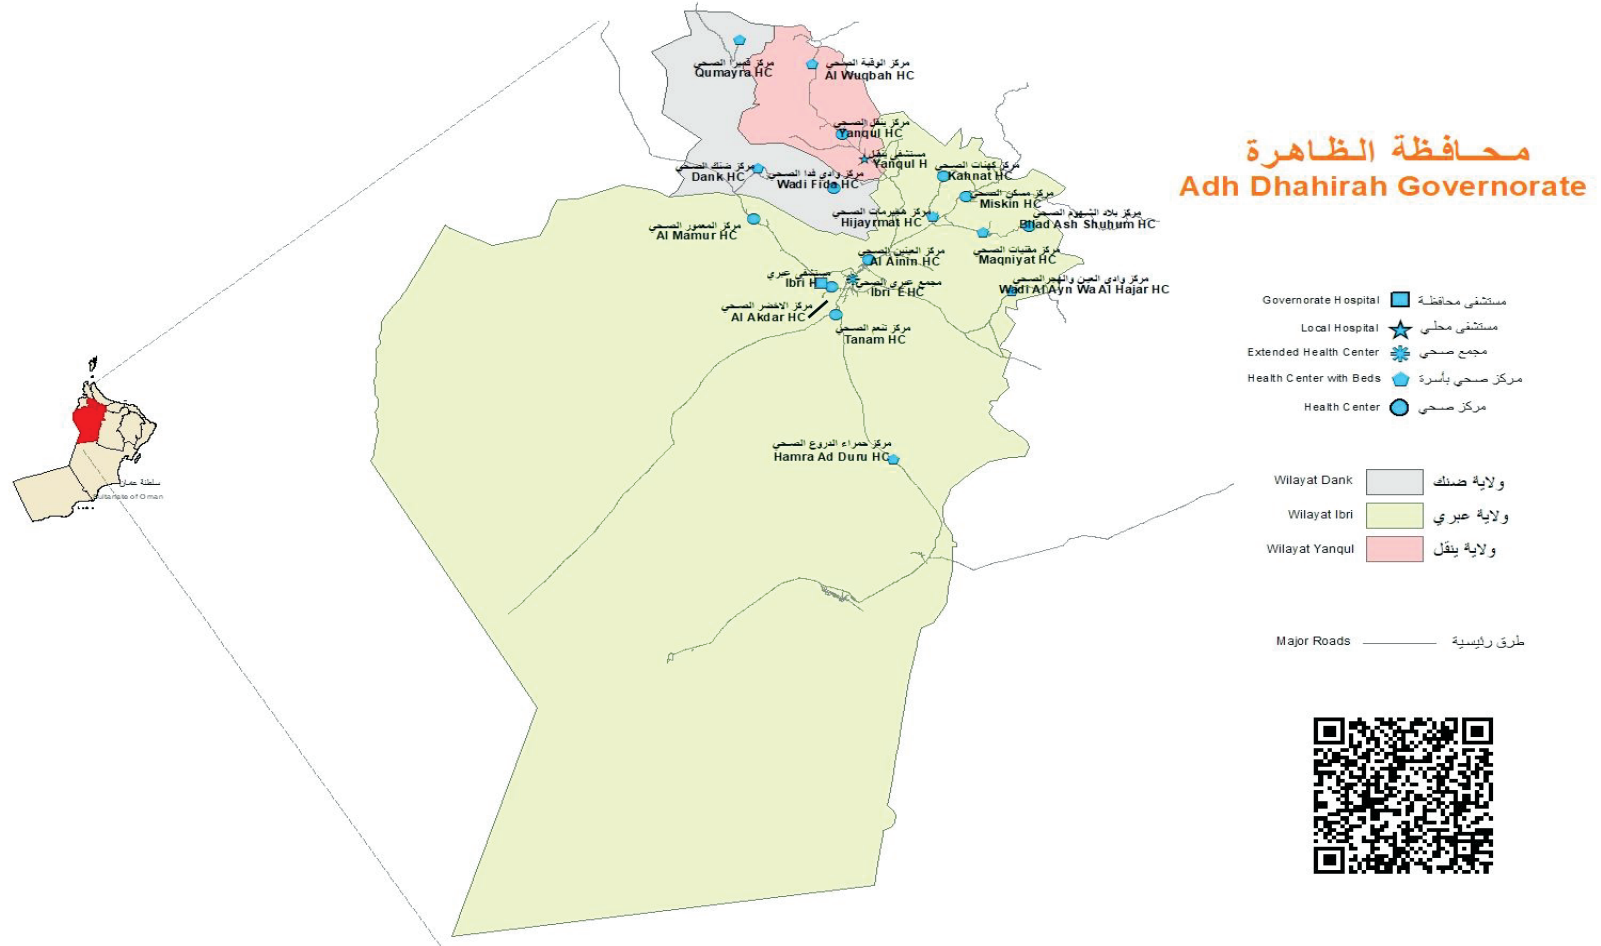 محافظة الظاهرة
Adh Dhahirah Governorate
مركز قميرا الصحي
Qumayra HC
مركز الوقبة الصحي
Al Wuqbah HC
مركز ينقل الصحي
Yanqul HC
مستشفى ينقل
Yanqul H
مركز كهنات الصحي
Kahnat HC
مركز ضنك الصحي
Dank HC
مركز وادي فدا الصحي
Wadi Fida HC
مركز مسكن الصحي
Miskin HC
مركز هجيرمات الصحي
Hijayrmat HC
مركز بلاد الشهوم الصحي
Bilad Ash Shuhum HC
مركز المعمور الصحي
Al Mamur HC
مركز العينين الصحي
Al Ainin HC
مركز مقنيات الصحي
Maqniyat HC
مستشفى عبري
Ibri H
مجمع عبري الصحي
Ibri EHC
مركز وادي العين والهجر الصحي
Wadi Al Ayn Wa Al Hajar HC
مركز الاخضر الصحي
Al Akdar HC
مركز تنعم الصحي
Tanam HC
مركز حمراء الدروع الصحي
Hamra Ad Duru HC
سلطنة عمان
Sultanate of Oman
Governorate Hospital مستشفى محافظة
Local Hospital مستشفى محلي
Extended Health Center مجمع صحي
Health Center with Beds مركز صحي بأسرة
Health Center مركز صحي
Wilayat Dank ولاية ضنك
Wilayat Ibri ولاية عبري
Wilayat Yanqul ولاية ينقل
Major Roads طرق رئيسية